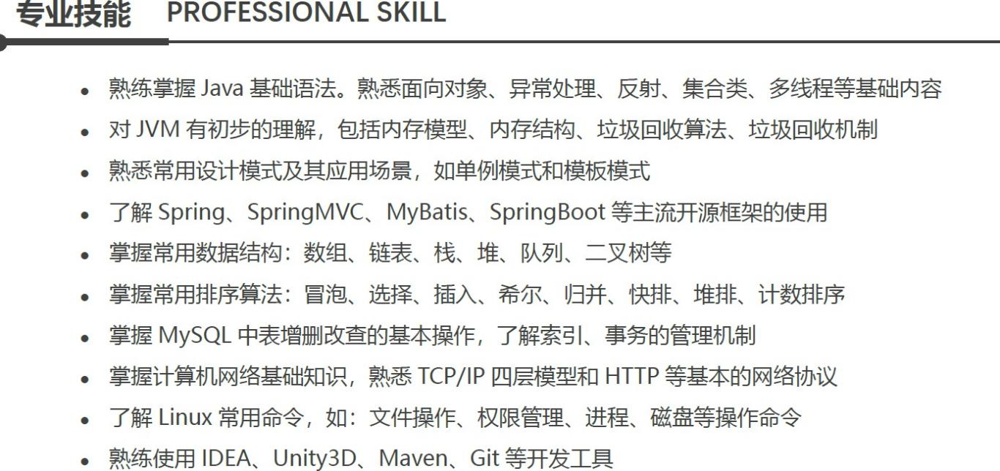 专业技能 PROFESSIONAL SKILL
• 熟练掌握 Java 基础语法。熟悉面向对象、异常处理、反射、集合类、多线程等基础内容
• 对 JVM 有初步的理解，包括内存模型、内存结构、垃圾回收算法、垃圾回收机制
• 熟悉常用设计模式及其应用场景，如单例模式和模板模式
• 了解 Spring、SpringMVC、MyBatis、SpringBoot 等主流开源框架的使用
• 掌握常用数据结构：数组、链表、栈、堆、队列、二叉树等
• 掌握常用排序算法：冒泡、选择、插入、希尔、归并、快排、堆排、计数排序
• 掌握 MySQL 中表增删改查的基本操作，了解索引、事务的管理机制
• 掌握计算机网络基础知识，熟悉 TCP/IP 四层模型和 HTTP 等基本的网络协议
• 了解 Linux 常用命令，如：文件操作、权限管理、进程、磁盘等操作命令
• 熟练使用 IDEA、Unity3D、Maven、Git 等开发工具